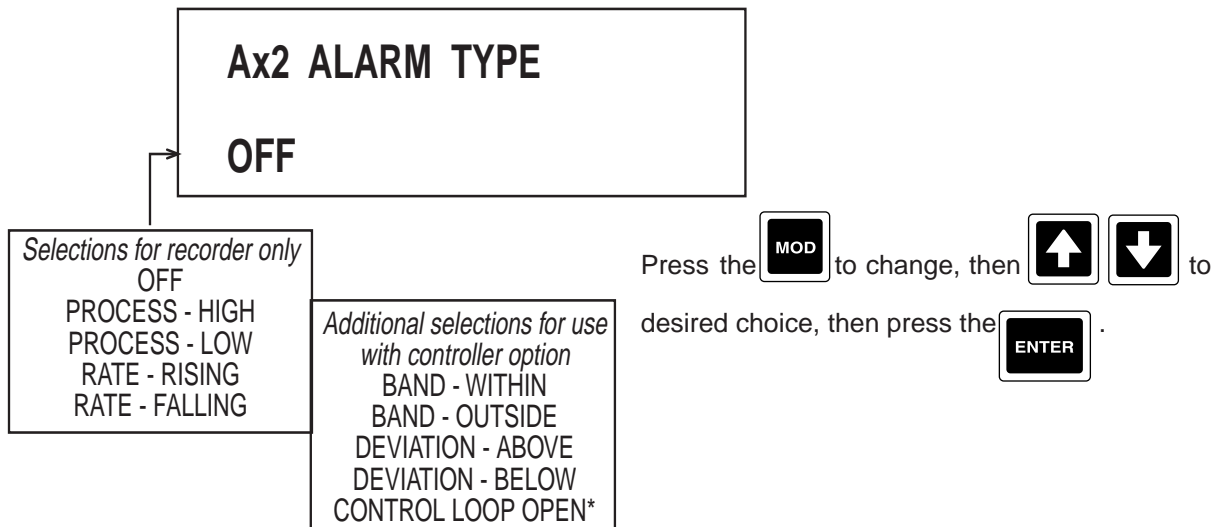 Ax2 ALARM TYPE
OFF
Selections for recorder only
OFF
PROCESS - HIGH
PROCESS - LOW
RATE - RISING
RATE - FALLING
Additional selections for use
with controller option
BAND - WITHIN
BAND - OUTSIDE
DEVIATION - ABOVE
DEVIATION - BELOW
CONTROL LOOP OPEN*
Press the MOD to change, then to
desired choice, then press the ENTER .